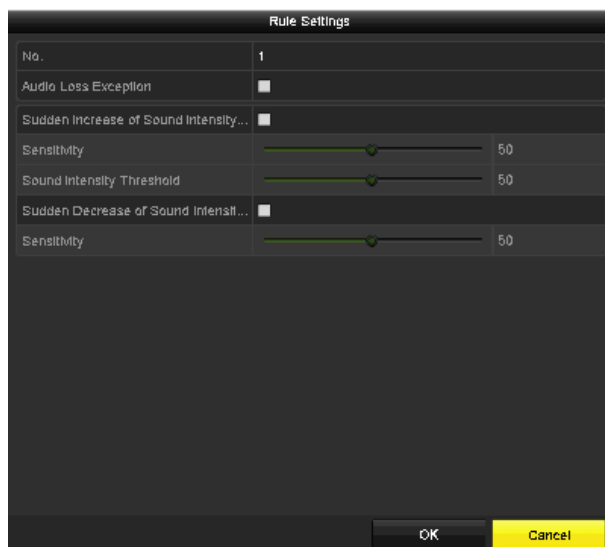 Rule Settings
No. 1
Audio Loss Exception
Sudden Increase of Sound Intensity...
Sensitivity 50
Sound Intensity Threshold 50
Sudden Decrease of Sound Intensit...
Sensitivity 50
OK Cancel